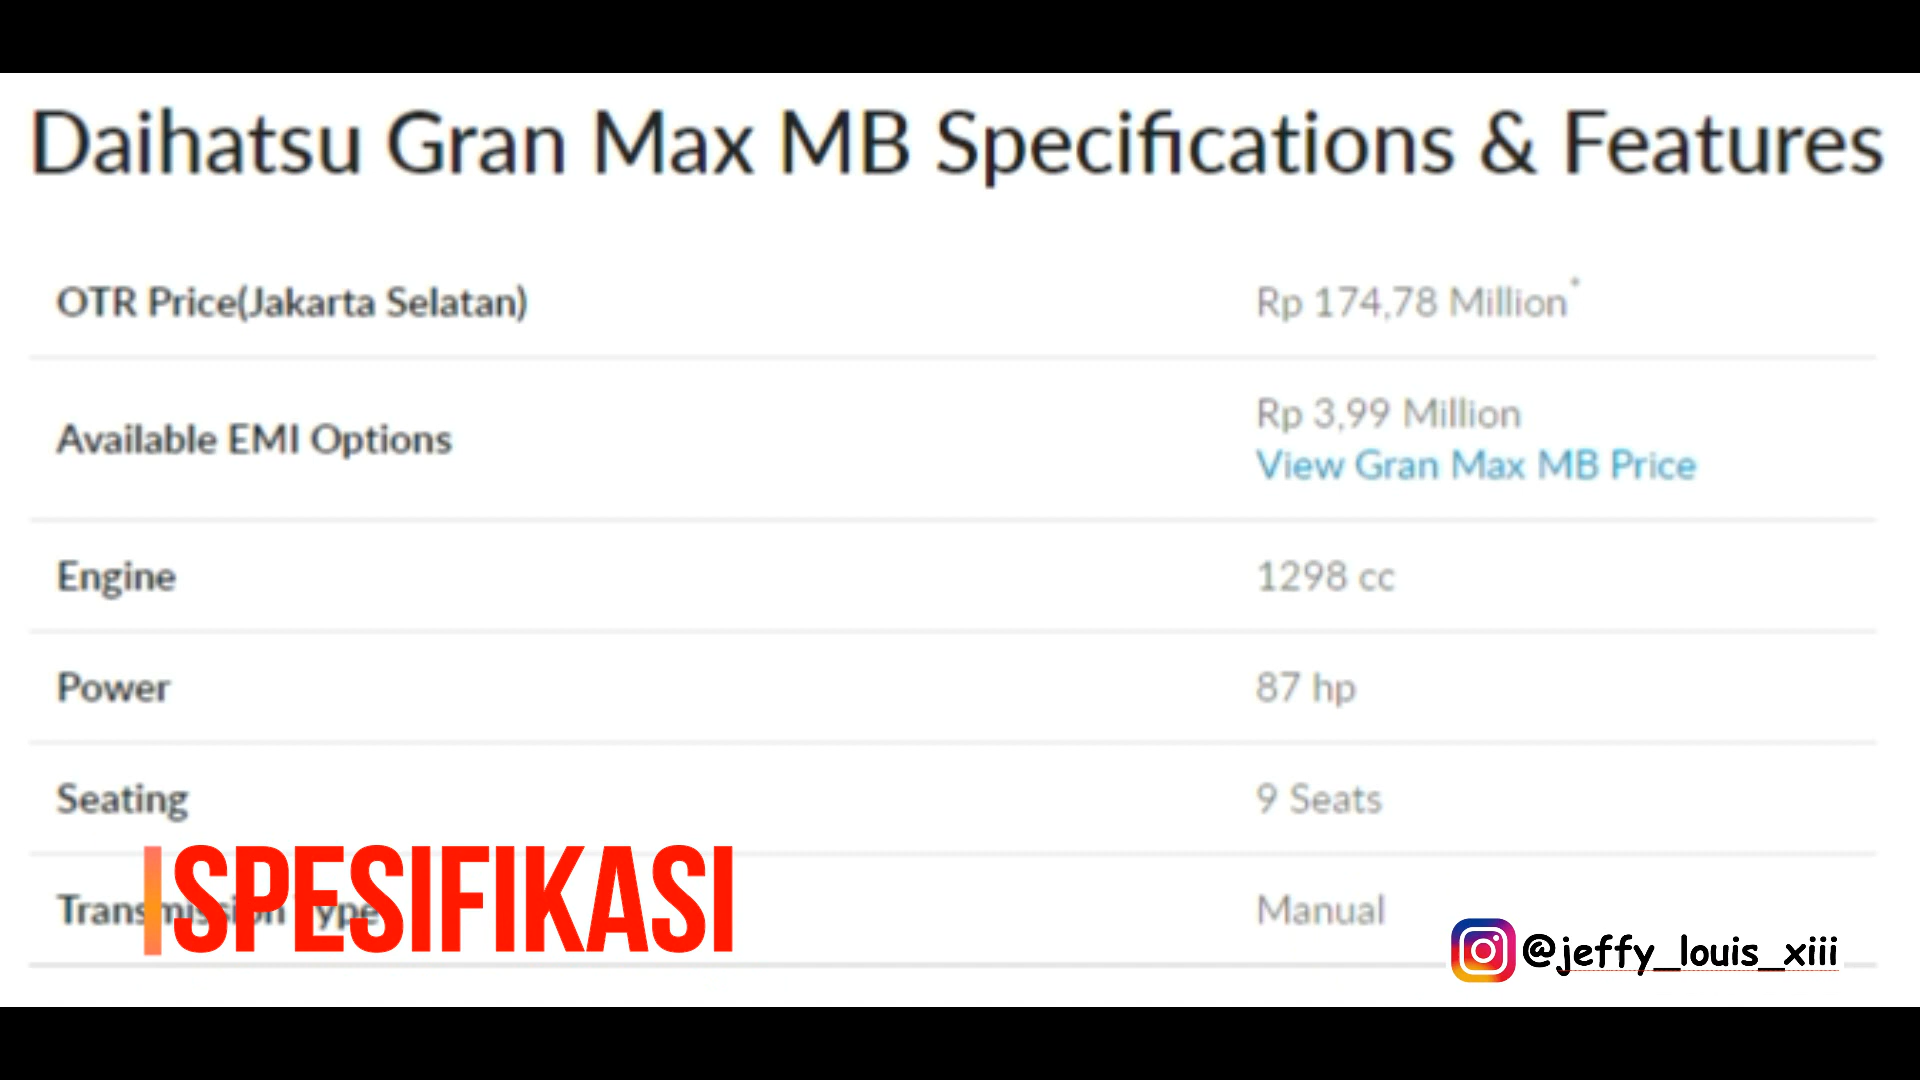 Daihatsu Gran Max MB Specifications & Features
OTR Price(Jakarta Selatan)
Rp 174,78 Million*
Available EMI Options
Rp 3,99 Million
View Gran Max MB Price
Engine
1298 cc
Power
87 hp
Seating
9 Seats
Transmission Type
Manual
SPESIFIKASI
@jeffy_louis_xiii